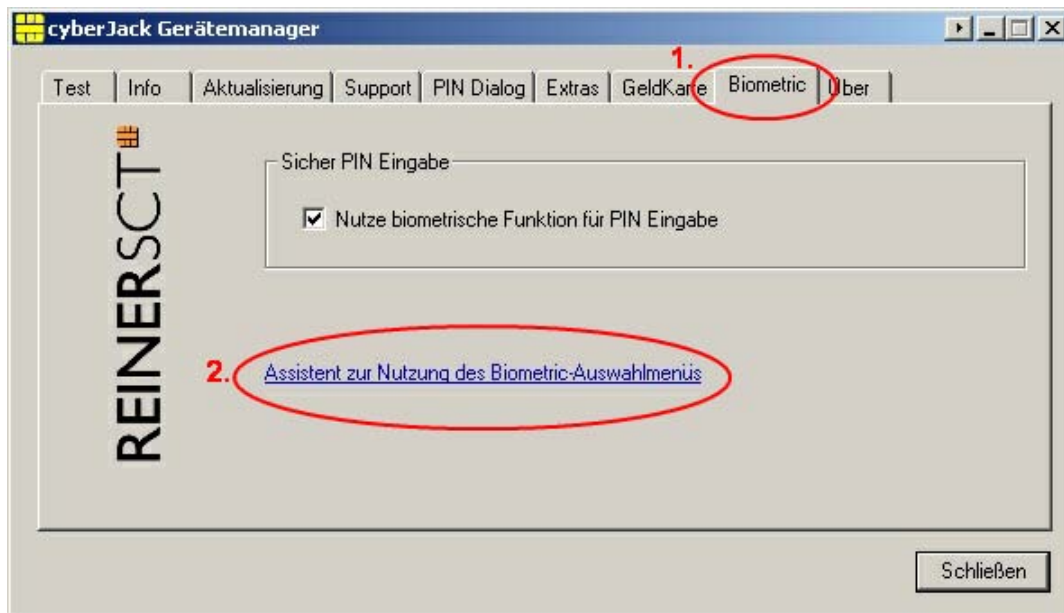 cyberJack Gerätemanager
1.
Test Info Aktualisierung Support PIN Dialog Extras GeldKarte Biometric Über
REINERSCT
Sicher PIN Eingabe
Nutze biometrische Funktion für PIN Eingabe
2.
Assistent zur Nutzung des Biometric-Auswahlmenüs
Schließen